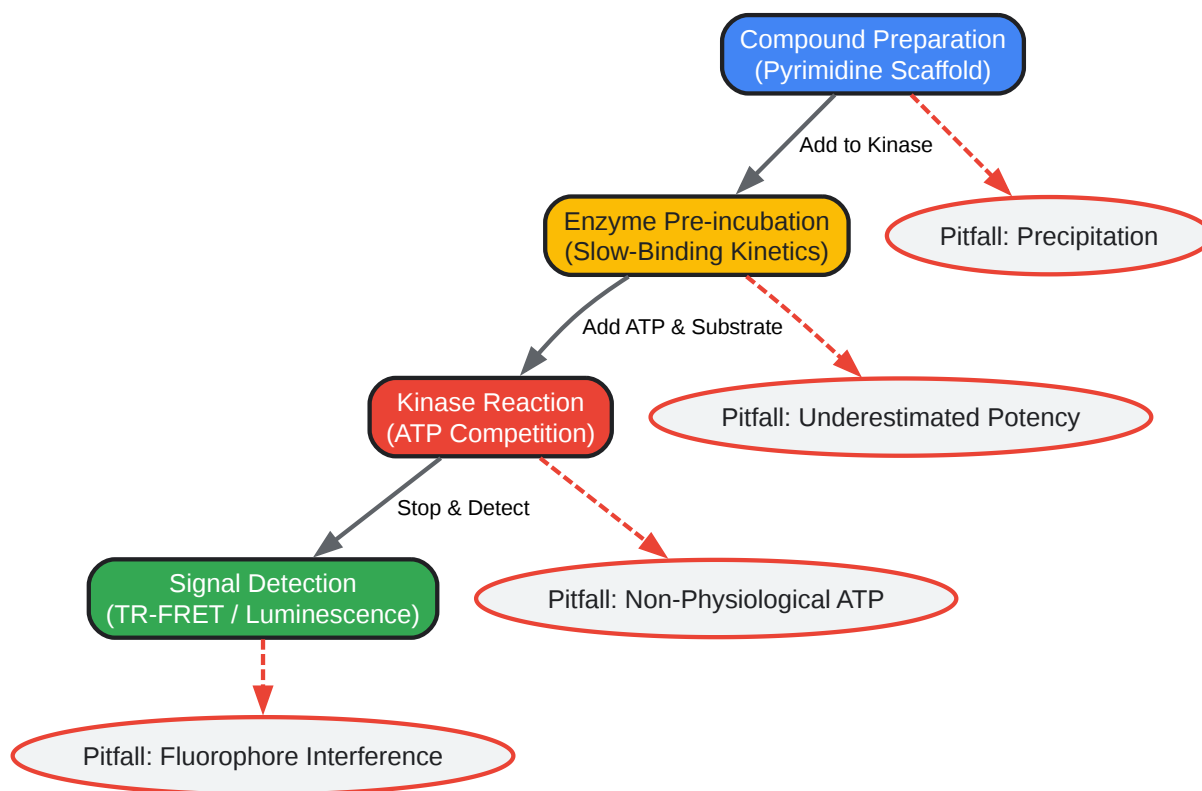 Compound Preparation
(Pyrimidine Scaffold)
Add to Kinase
Enzyme Pre-incubation
(Slow-Binding Kinetics)
Pitfall: Precipitation
Add ATP & Substrate
Kinase Reaction
(ATP Competition)
Pitfall: Underestimated Potency
Stop & Detect
Signal Detection
(TR-FRET / Luminescence)
Pitfall: Non-Physiological ATP
Pitfall: Fluorophore Interference